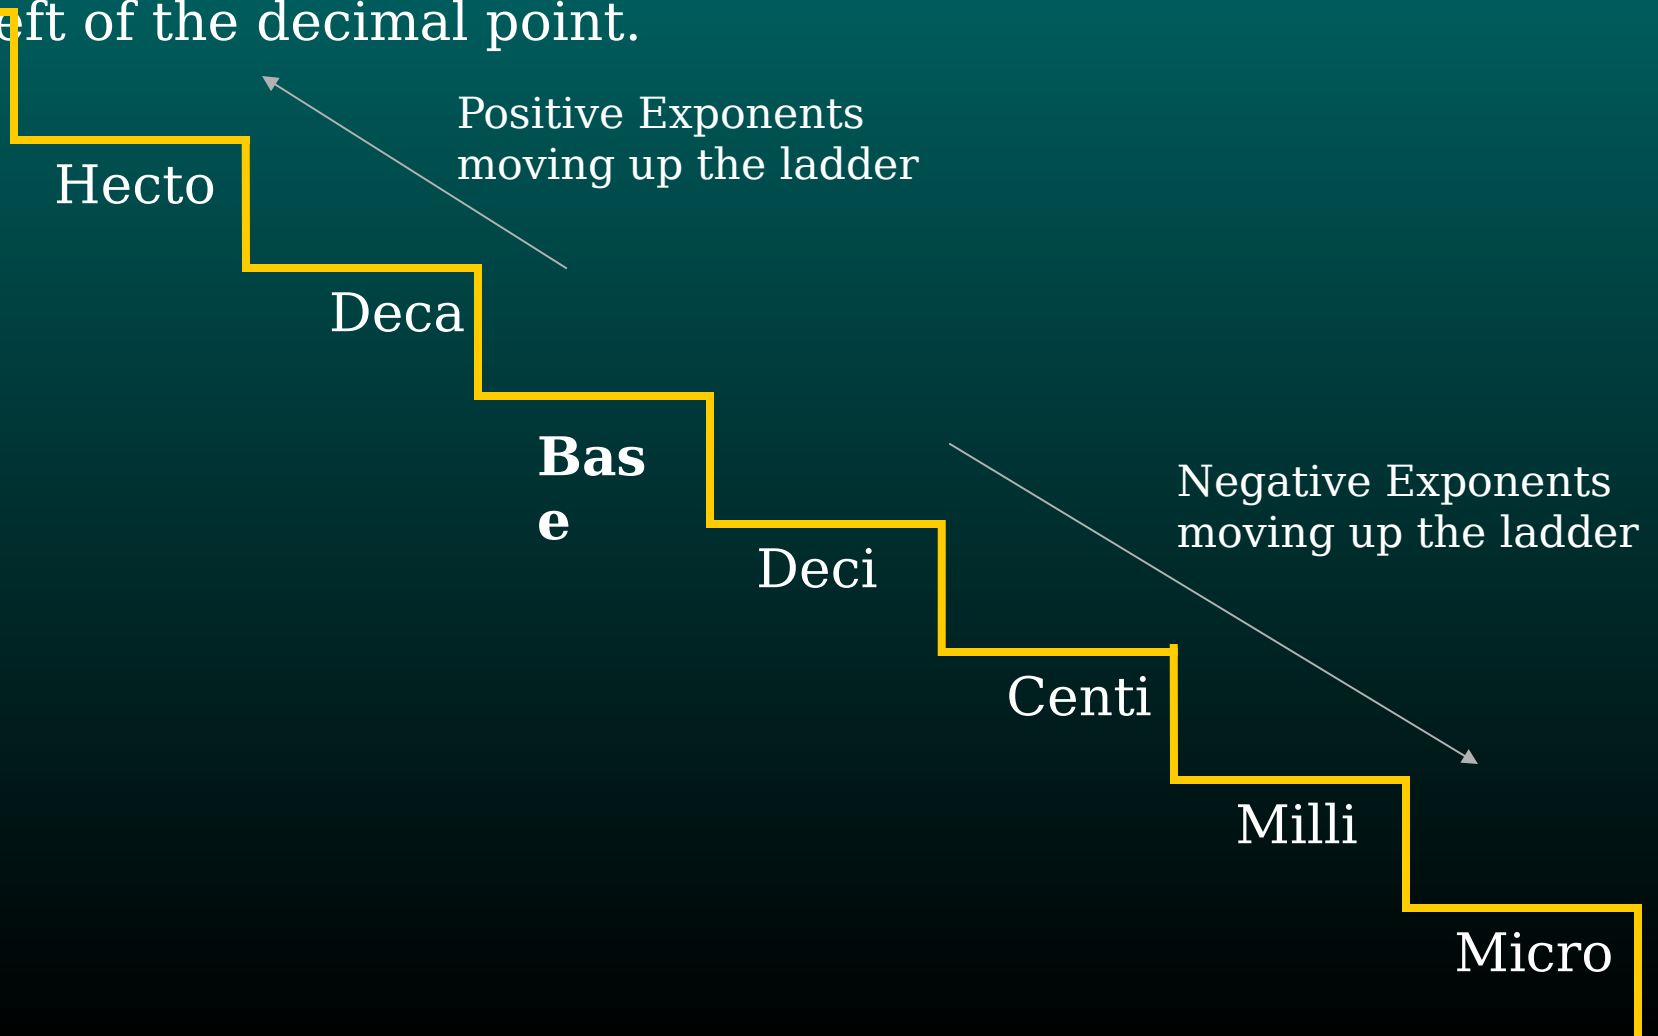 eft of the decimal point.
Positive Exponents
moving up the ladder
Hecto
Deca
Bas
e
Negative Exponents
moving up the ladder
Deci
Centi
Milli
Micro